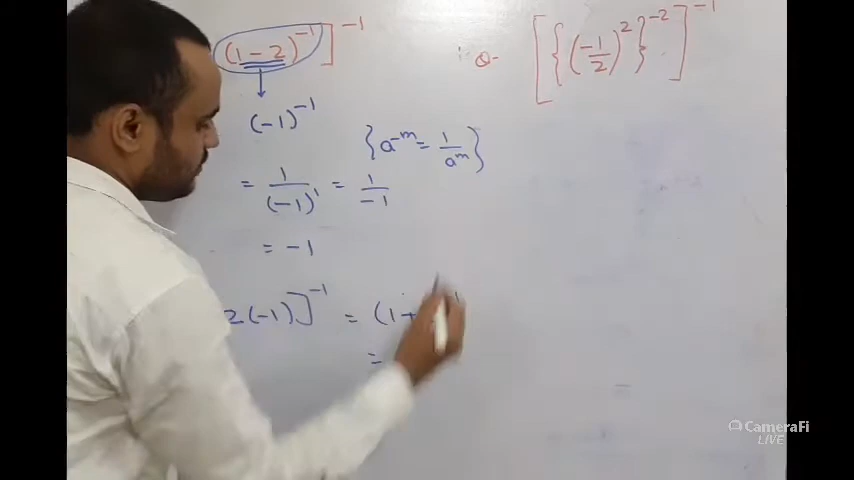 (1-2)⁻¹]⁻¹
(-1)⁻¹
{a⁻ᵐ = 1/aᵐ}
= 1/(-1)¹ = 1/-1
= -1
2(-1)]⁻¹ = (1+
=
Q- [{(-1/2)²}⁻²]⁻¹
CameraFi
LIVE